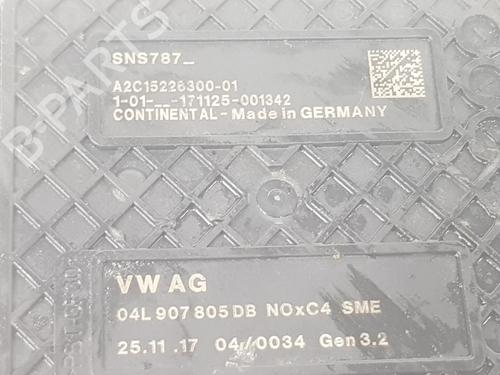 SNS787_
A2C15226300-01
1-01-__-171125-001342
CONTINENTAL - Made in GERMANY
B-PARTS
VW AG
04L 907 805 DB NOxC4 SME
25.11.17 04/0034 Gen 3.2